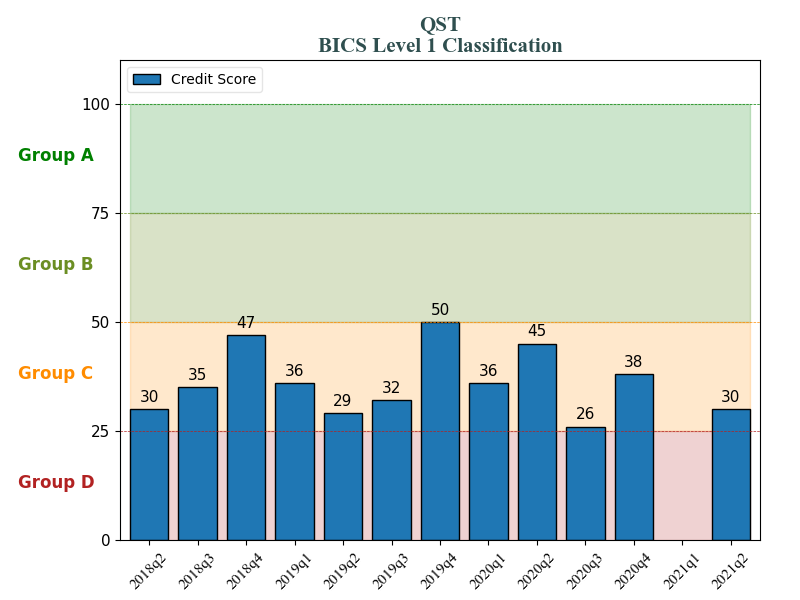 QST
BICS Level 1 Classification
Credit Score
100
75
50
25
0
Group A
Group B
Group C
Group D
30
35
47
36
29
32
50
36
45
26
38
30
2018q2
2018q3
2018q4
2019q1
2019q2
2019q3
2019q4
2020q1
2020q2
2020q3
2020q4
2021q1
2021q2